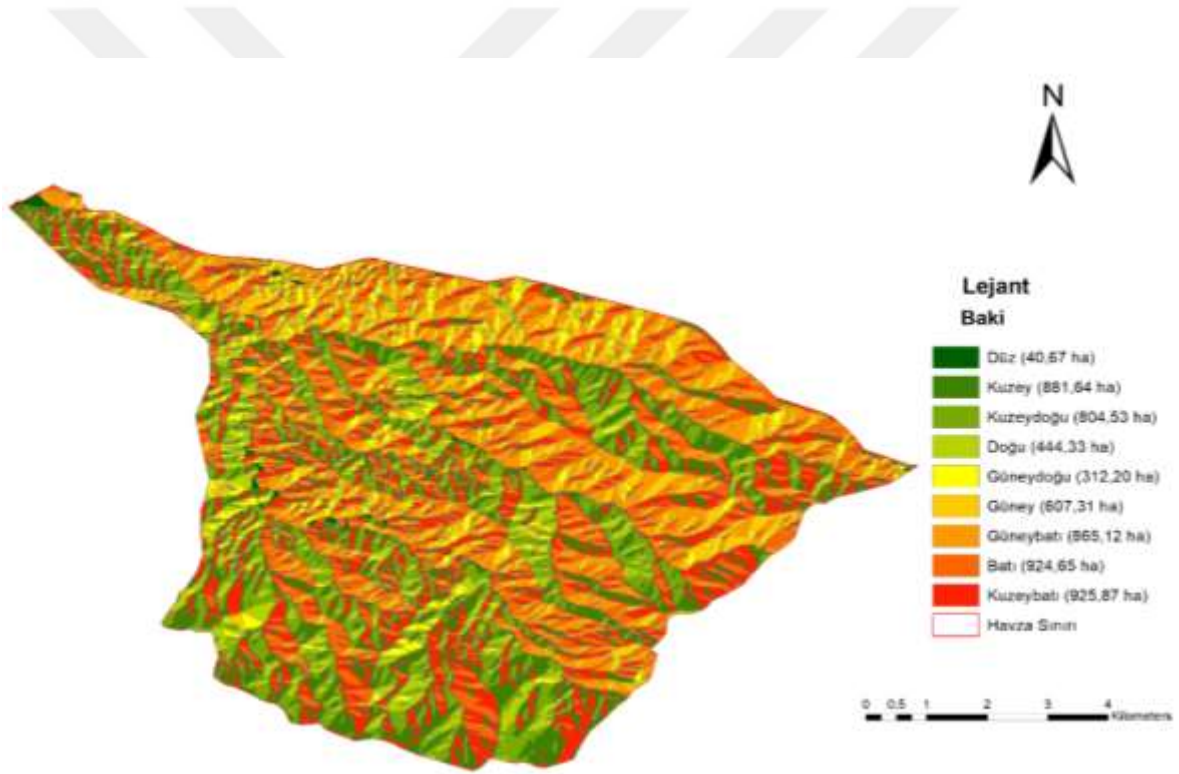 N
Lejant
Baki
Düz (40,67 ha)
Kuzey (881,64 ha)
Kuzeydoğu (804,53 ha)
Doğu (444,33 ha)
Güneydoğu (312,20 ha)
Güney (607,31 ha)
Güneybatı (865,12 ha)
Batı (924,65 ha)
Kuzeybatı (925,87 ha)
Havza Sınırı
0 0,5 1 2 3 4
Kilometers